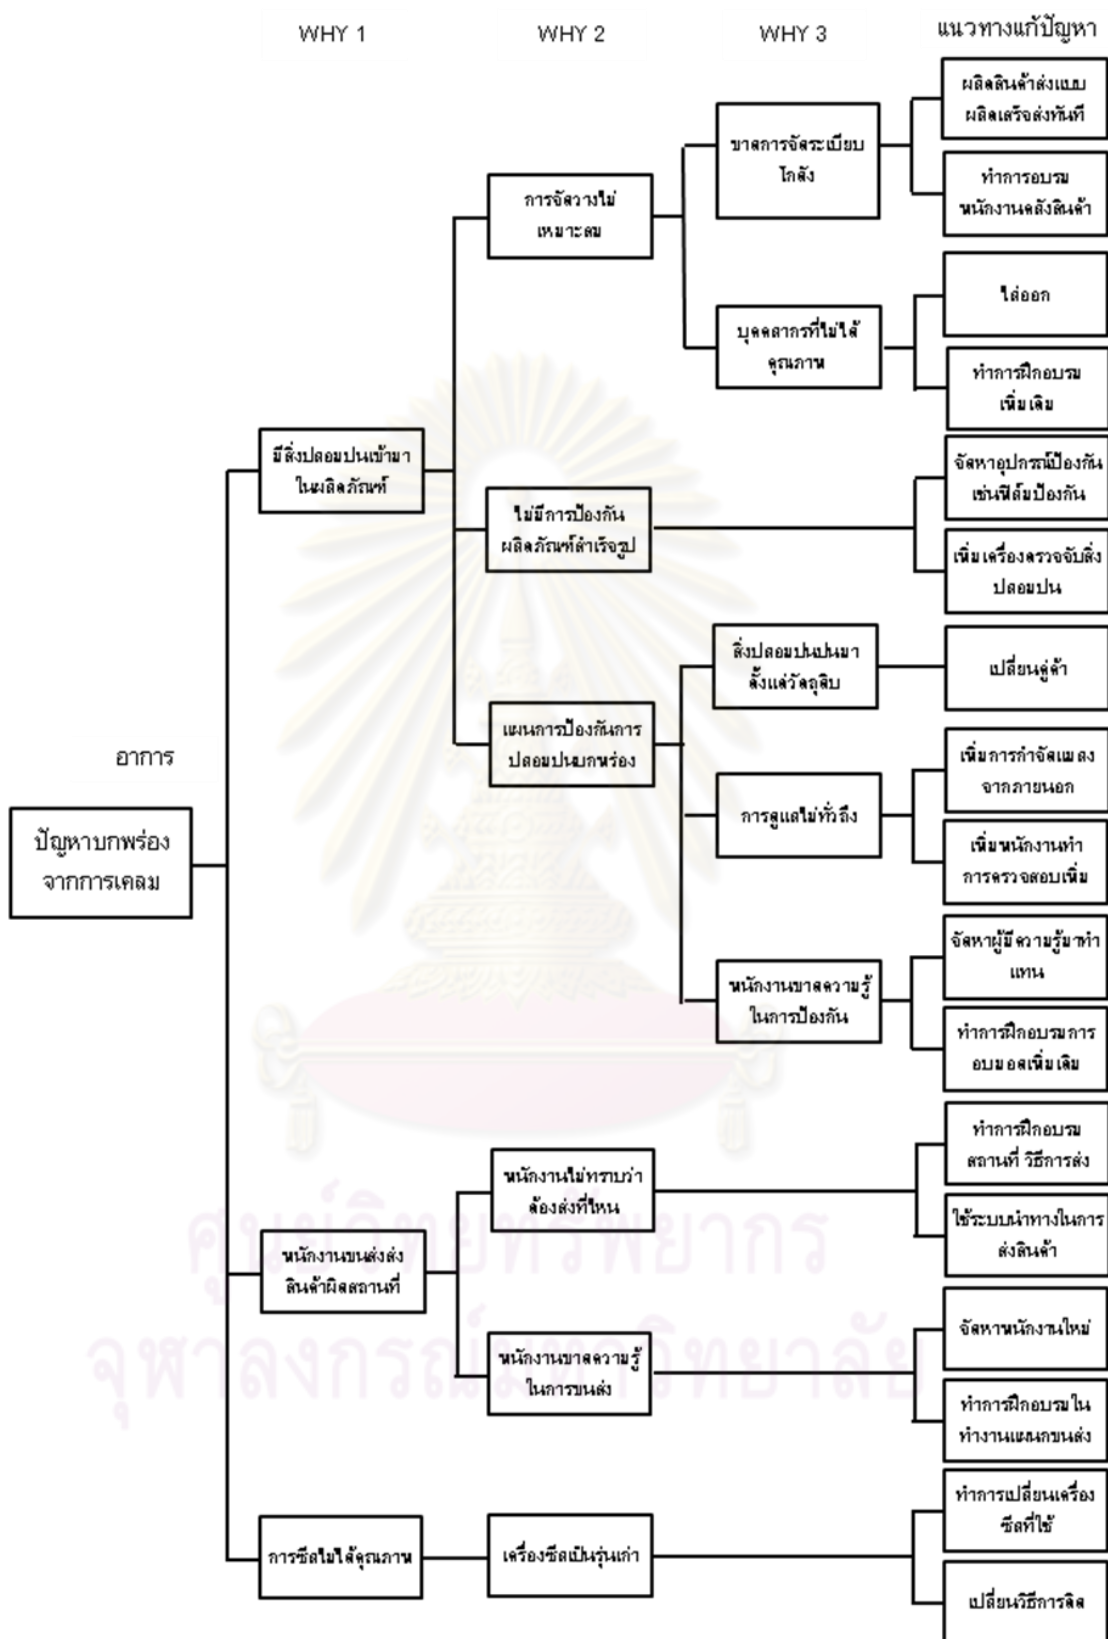 WHY 1
WHY 2
WHY 3
แนวทางแก้ปัญหา
ผลิตสินค้าส่งแบบ
ผลิตเสร็จส่งทันที
ขาดการจัดระเบียบ
โกดัง
ทำการอบรม
พนักงานคลังสินค้า
การจัดวางไม่
เหมาะสม
ไล่ออก
บุคคลากรที่ไม่ได้
คุณภาพ
ทำการฝึกอบรม
เพิ่มเติม
มีสิ่งปลอมปนเข้ามา
ในผลิตภัณฑ์
จัดหาอุปกรณ์ป้องกัน
เช่นฟิล์มป้องกัน
ไม่มีการป้องกัน
ผลิตภัณฑ์สำเร็จรูป
เพิ่มเครื่องตรวจจับสิ่ง
ปลอมปน
สิ่งปลอมปนปนมา
ตั้งแต่วัตถุดิบ
เปลี่ยนคู่ค้า
แผนการป้องกันการ
ปลอมปนบกพร่อง
เพิ่มการกำจัดแมลง
จากภายนอก
การดูแลไม่ทั่วถึง
เพิ่มพนักงานทำ
การตรวจสอบเพิ่ม
อาการ
ปัญหาบกพร่อง
จากการเคลม
จัดหาผู้มีความรู้มาทำ
แทน
พนักงานขาดความรู้
ในการป้องกัน
ทำการฝึกอบรมการ
อบมอดเพิ่มเติม
ทำการฝึกอบรม
สถานที่ วิธีการส่ง
พนักงานไม่ทราบว่า
ต้องส่งที่ไหน
ใช้ระบบนำทางในการ
ส่งสินค้า
พนักงานขนส่งส่ง
สินค้าผิดสถานที่
จัดหาพนักงานใหม่
พนักงานขาดความรู้
ในการขนส่ง
ทำการฝึกอบรมใน
ทำงานแผนกขนส่ง
ทำการเปลี่ยนเครื่อง
ซีลที่ใช้
การซีลไม่ได้คุณภาพ
เครื่องซีลเป็นรุ่นเก่า
เปลี่ยนวิธีการติด
ศูนย์วิทยทรัพยากร
จุฬาลงกรณ์มหาวิทยาลัย